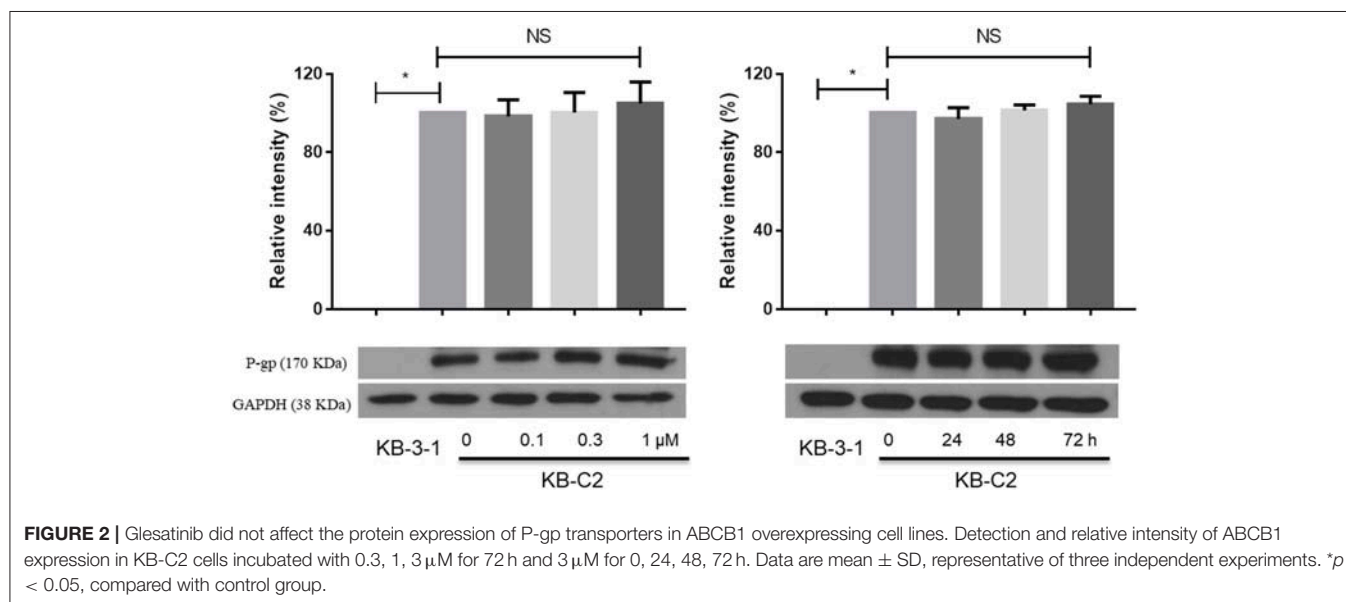 NS
NS
*
*
120
80
40
0
Relative intensity (%)
120
80
40
0
Relative intensity (%)
P-gp (170 KDa)
GAPDH (38 KDa)
KB-3-1 0 0.1 0.3 1 µM
KB-C2
KB-3-1 0 24 48 72 h
KB-C2
FIGURE 2 | Glesatinib did not affect the protein expression of P-gp transporters in ABCB1 overexpressing cell lines. Detection and relative intensity of ABCB1
expression in KB-C2 cells incubated with 0.3, 1, 3 µM for 72 h and 3 µM for 0, 24, 48, 72 h. Data are mean ± SD, representative of three independent experiments. *p
< 0.05, compared with control group.